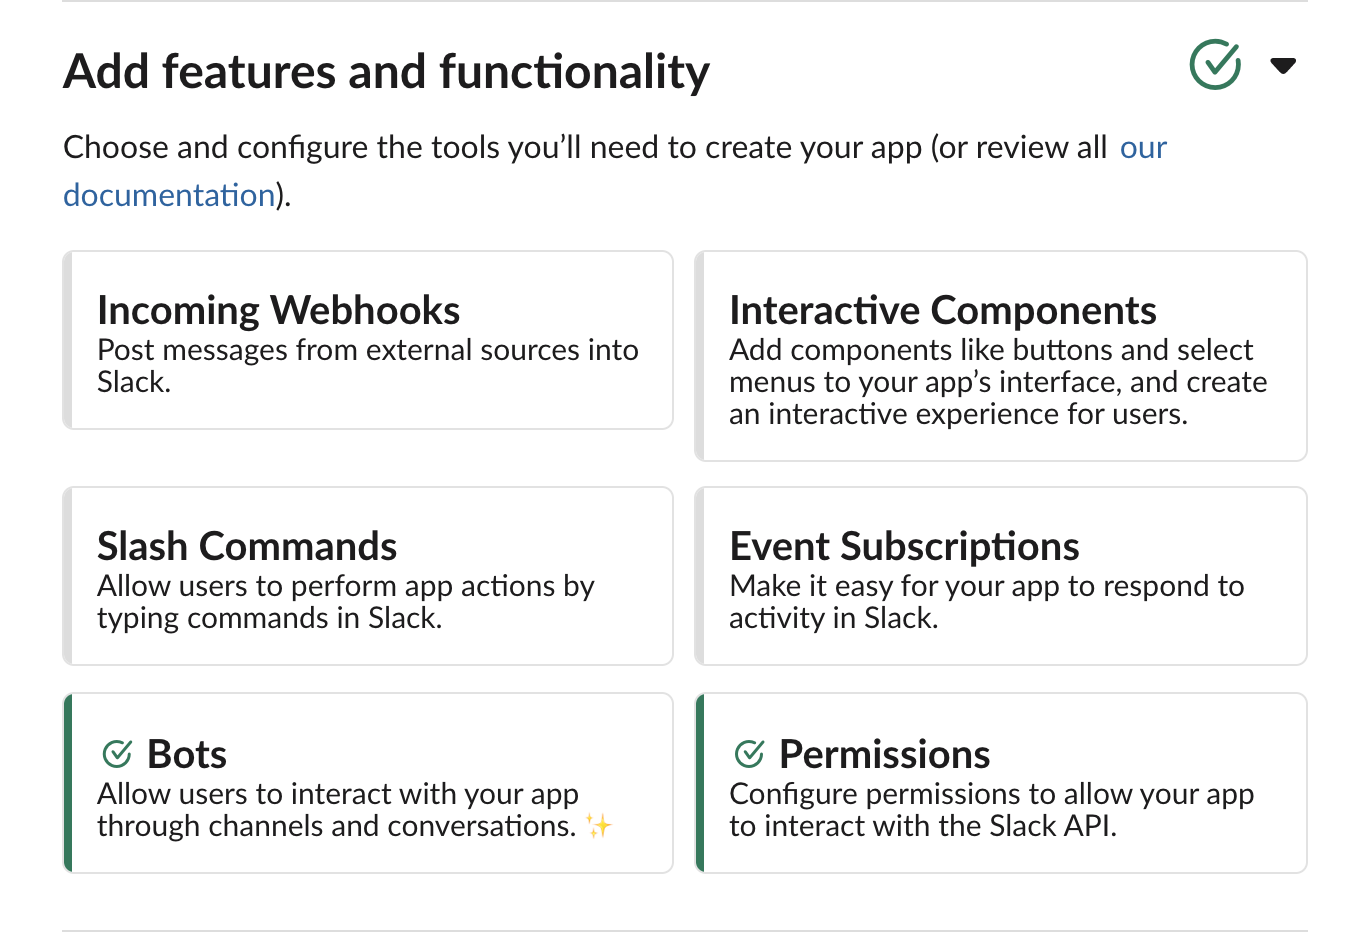 Add features and functionality
Choose and configure the tools you’ll need to create your app (or review all our
documentation).
Incoming Webhooks
Post messages from external sources into
Slack.
Interactive Components
Add components like buttons and select
menus to your app’s interface, and create
an interactive experience for users.
Slash Commands
Allow users to perform app actions by
typing commands in Slack.
Event Subscriptions
Make it easy for your app to respond to
activity in Slack.
Bots
Allow users to interact with your app
through channels and conversations. ✨
Permissions
Configure permissions to allow your app
to interact with the Slack API.